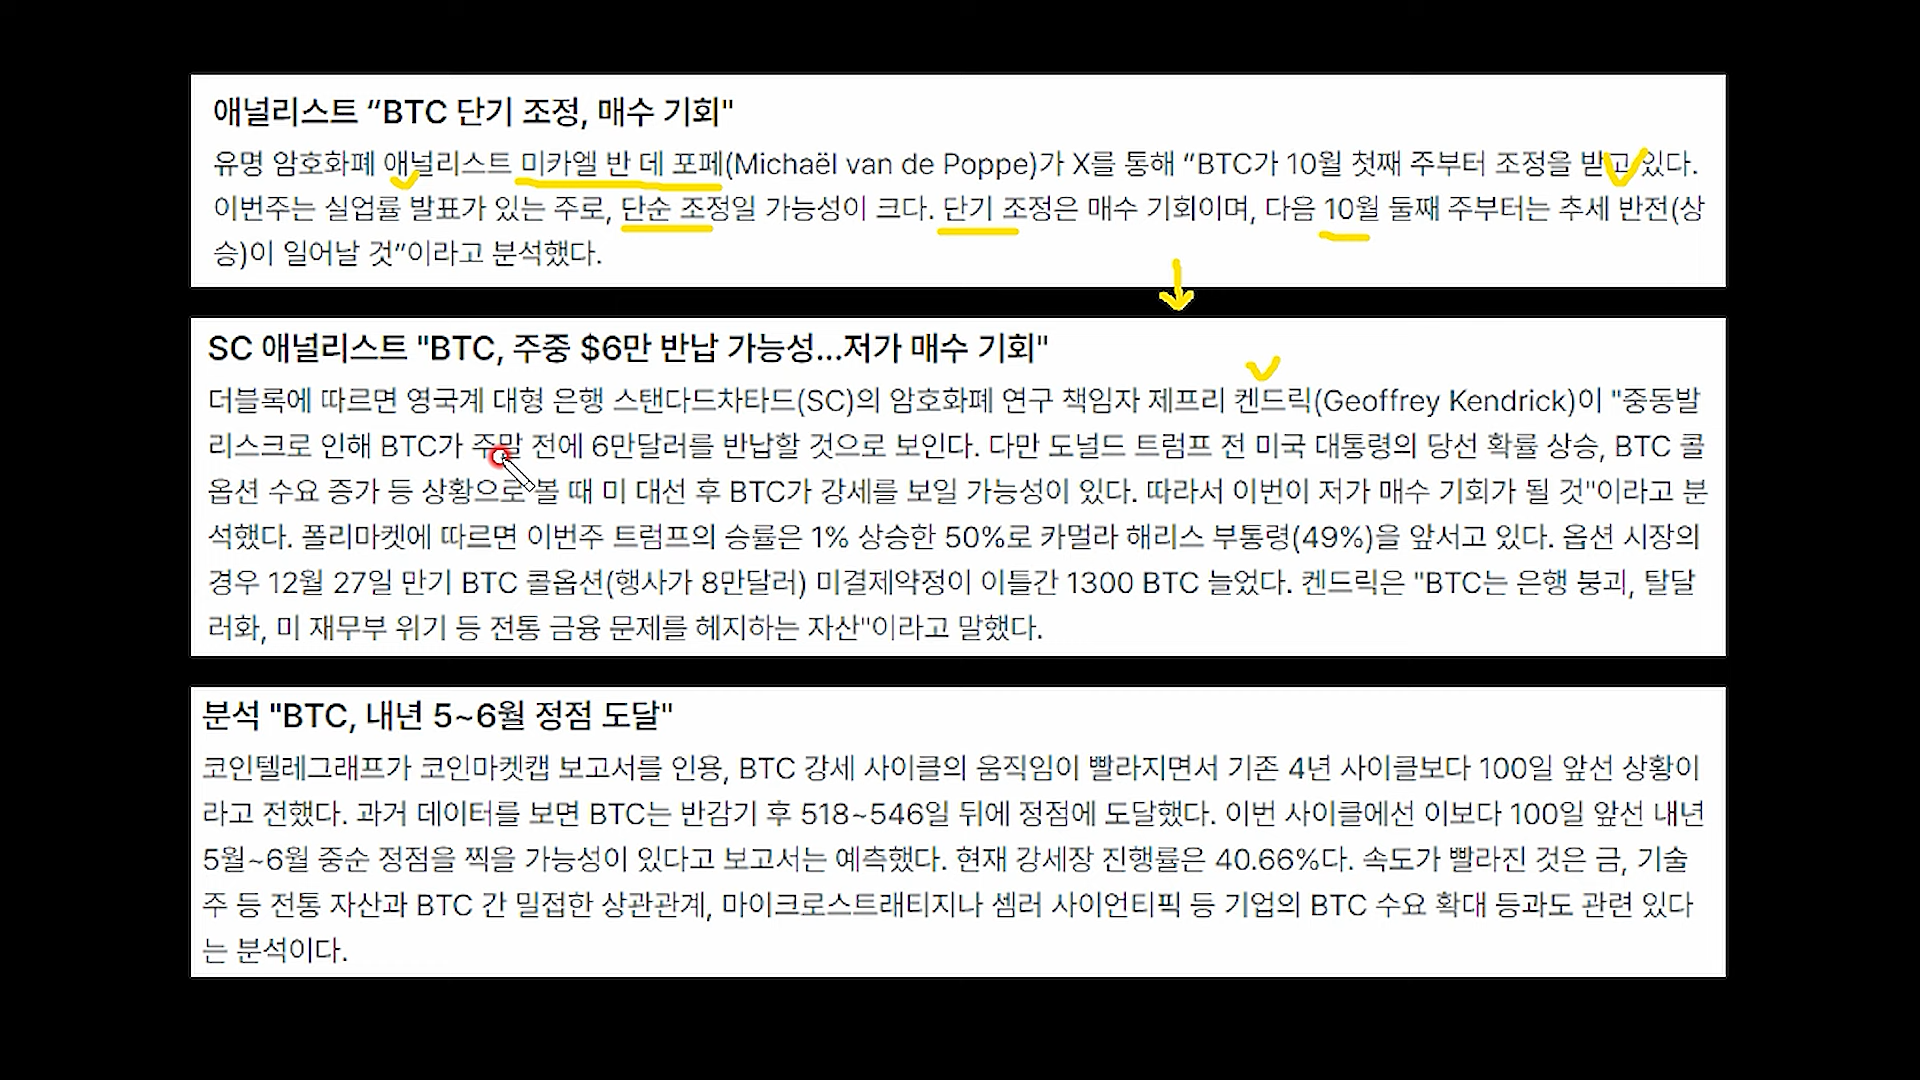 애널리스트 “BTC 단기 조정, 매수 기회"
유명 암호화폐 애널리스트 미카엘 반 데 포페(Michaël van de Poppe)가 X를 통해 “BTC가 10월 첫째 주부터 조정을 받고 있다.
이번주는 실업률 발표가 있는 주로, 단순 조정일 가능성이 크다. 단기 조정은 매수 기회이며, 다음 10월 둘째 주부터는 추세 반전(상
승)이 일어날 것”이라고 분석했다.
SC 애널리스트 "BTC, 주중 $6만 반납 가능성...저가 매수 기회"
더블록에 따르면 영국계 대형 은행 스탠다드차타드(SC)의 암호화폐 연구 책임자 제프리 켄드릭(Geoffrey Kendrick)이 "중동발
리스크로 인해 BTC가 주말 전에 6만달러를 반납할 것으로 보인다. 다만 도널드 트럼프 전 미국 대통령의 당선 확률 상승, BTC 콜
옵션 수요 증가 등 상황으로 볼 때 미 대선 후 BTC가 강세를 보일 가능성이 있다. 따라서 이번이 저가 매수 기회가 될 것"이라고 분
석했다. 폴리마켓에 따르면 이번주 트럼프의 승률은 1% 상승한 50%로 카멀라 해리스 부통령(49%)을 앞서고 있다. 옵션 시장의
경우 12월 27일 만기 BTC 콜옵션(행사가 8만달러) 미결제약정이 이틀간 1300 BTC 늘었다. 켄드릭은 "BTC는 은행 붕괴, 탈달
러화, 미 재무부 위기 등 전통 금융 문제를 헤지하는 자산"이라고 말했다.
분석 "BTC, 내년 5~6월 정점 도달"
코인텔레그래프가 코인마켓캡 보고서를 인용, BTC 강세 사이클의 움직임이 빨라지면서 기존 4년 사이클보다 100일 앞선 상황이
라고 전했다. 과거 데이터를 보면 BTC는 반감기 후 518~546일 뒤에 정점에 도달했다. 이번 사이클에선 이보다 100일 앞선 내년
5월~6월 중순 정점을 찍을 가능성이 있다고 보고서는 예측했다. 현재 강세장 진행률은 40.66%다. 속도가 빨라진 것은 금, 기술
주 등 전통 자산과 BTC 간 밀접한 상관관계, 마이크로스트래티지나 셈러 사이언티픽 등 기업의 BTC 수요 확대 등과도 관련 있다
는 분석이다.